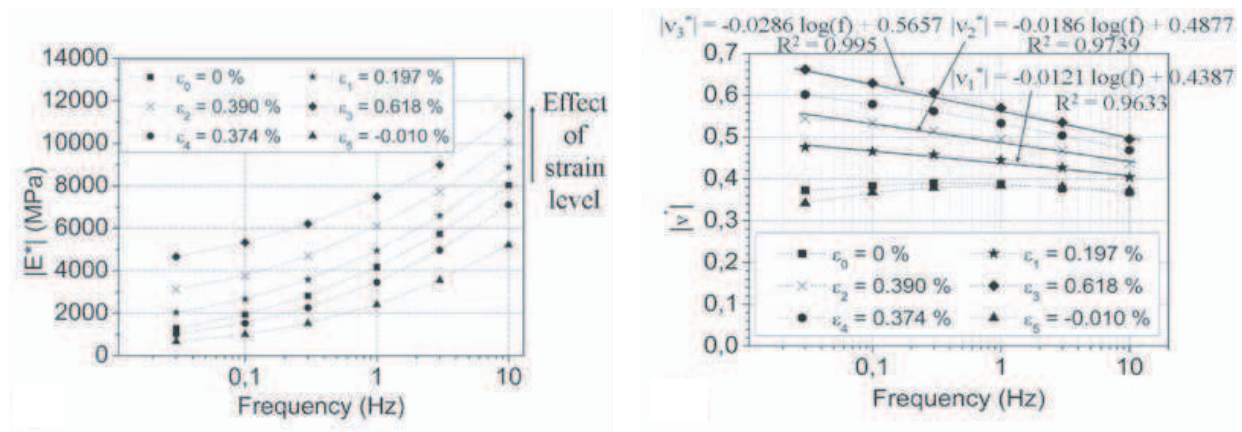 14000
12000
10000
8000
6000
4000
2000
0
|E*| (MPa)
ε0 = 0 % ε1 = 0.197 %
ε2 = 0.390 % ε3 = 0.618 %
ε4 = 0.374 % ε5 = -0.010 %
Effect
of
strain
level
0,1 1 10
Frequency (Hz)
|ν3*| = -0.0286 log(f) + 0.5657 |ν2*| = -0.0186 log(f) + 0.4877
R² = 0.995 R² = 0.9739
|ν1*| = -0.0121 log(f) + 0.4387
R² = 0.9633
0,7
0,6
0,5
0,4
0,3
0,2
0,1
0,0
|ν*|
ε0 = 0 % ε1 = 0.197 %
ε2 = 0.390 % ε3 = 0.618 %
ε4 = 0.374 % ε5 = -0.010 %
0,1 1 10
Frequency (Hz)